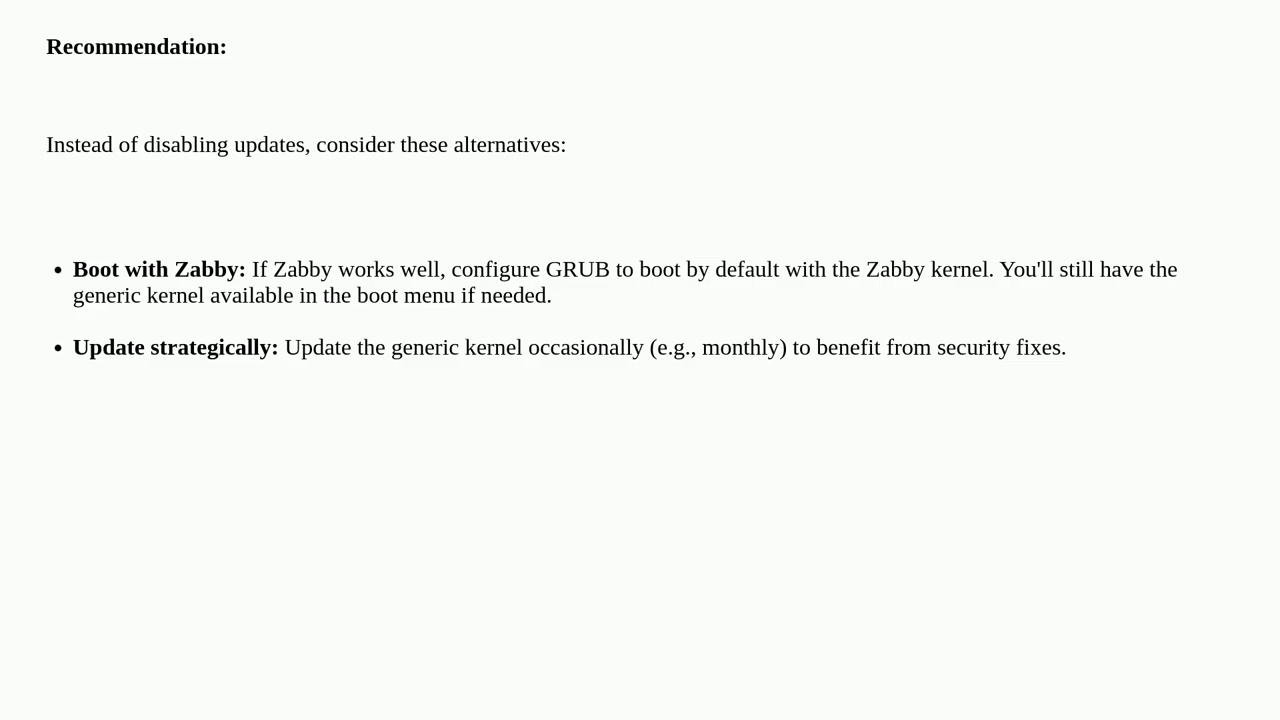 Recommendation:
Instead of disabling updates, consider these alternatives:
• Boot with Zabby: If Zabby works well, configure GRUB to boot by default with the Zabby kernel. You'll still have the
generic kernel available in the boot menu if needed.
• Update strategically: Update the generic kernel occasionally (e.g., monthly) to benefit from security fixes.